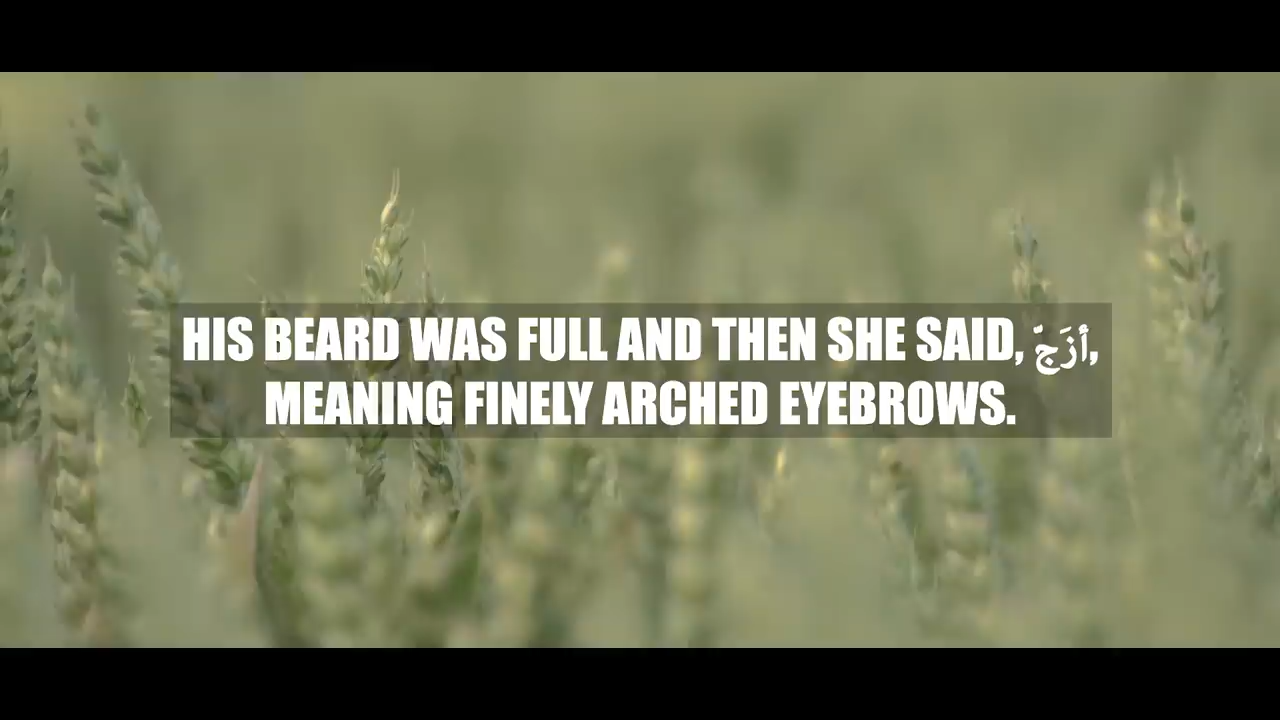 HIS BEARD WAS FULL AND THEN SHE SAID, أَزَجّ,
MEANING FINELY ARCHED EYEBROWS.